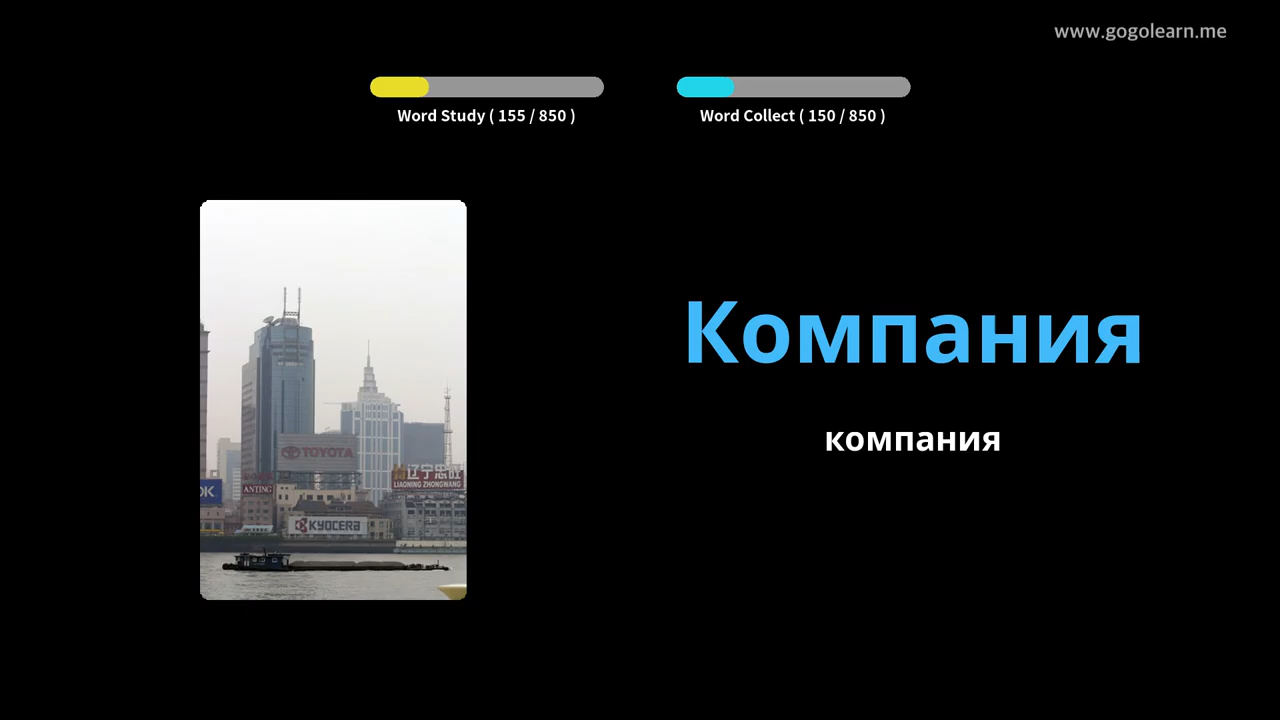 www.gogolearn.me
Word Study ( 155 / 850 )
Word Collect ( 150 / 850 )
Компания
компания
TOYOTA
辽宁忠旺
LIAONING ZHONGWANG
ANTING
KYOCERA